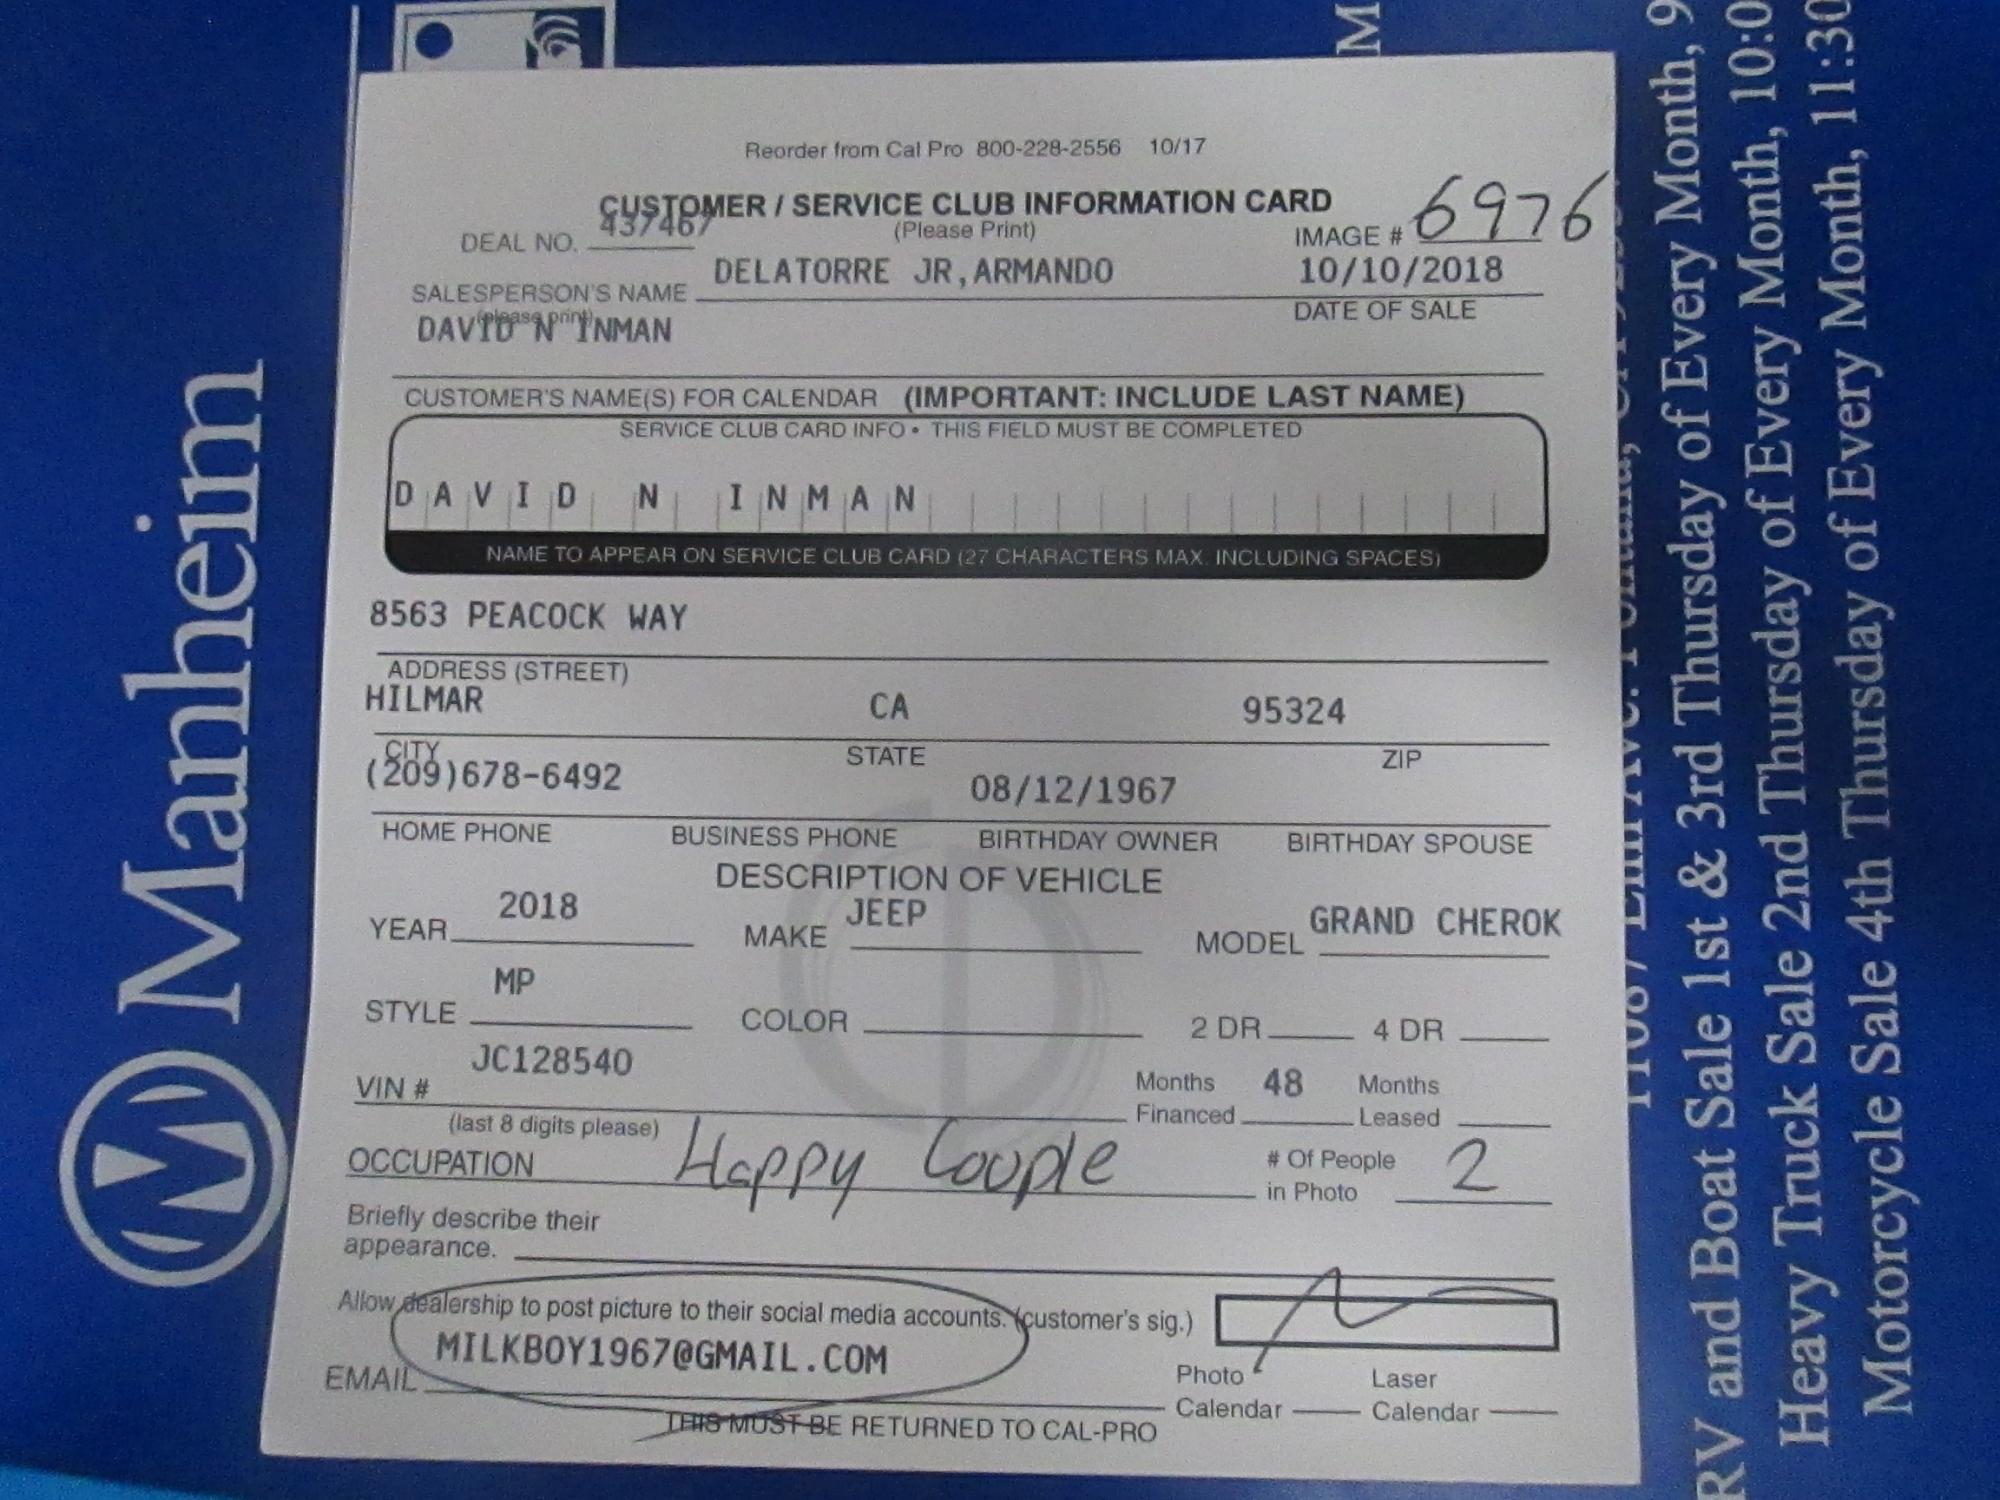 Reorder from Cal Pro 800-228-2556 10/17
CUSTOMER / SERVICE CLUB INFORMATION CARD
(Please Print)
DEAL NO. 437467
IMAGE # 6976
SALESPERSON'S NAME DELATORRE JR,ARMANDO 10/10/2018
(please print) DATE OF SALE
DAVID N INMAN
CUSTOMER'S NAME(S) FOR CALENDAR (IMPORTANT: INCLUDE LAST NAME)
SERVICE CLUB CARD INFO • THIS FIELD MUST BE COMPLETED
DAVID N INMAN
NAME TO APPEAR ON SERVICE CLUB CARD (27 CHARACTERS MAX. INCLUDING SPACES)
8563 PEACOCK WAY
ADDRESS (STREET)
HILMAR CA 95324
CITY STATE ZIP
(209)678-6492 08/12/1967
HOME PHONE BUSINESS PHONE BIRTHDAY OWNER BIRTHDAY SPOUSE
DESCRIPTION OF VEHICLE
YEAR 2018 MAKE JEEP MODEL GRAND CHEROK
STYLE MP COLOR 2 DR 4 DR
VIN # JC128540
(last 8 digits please)
Months Financed 48 Months Leased
OCCUPATION Happy Couple # Of People in Photo 2
Briefly describe their
appearance.
Allow dealership to post picture to their social media accounts. (customer's sig.)
EMAIL MILKBOY1967@GMAIL.COM
Photo Calendar Laser Calendar
THIS MUST BE RETURNED TO CAL-PRO
Manheim
RV and Boat Sale 1st & 3rd Thursday of Every Month, 9
Heavy Truck Sale 2nd Thursday of Every Month, 10:0
Motorcycle Sale 4th Thursday of Every Month, 11:30